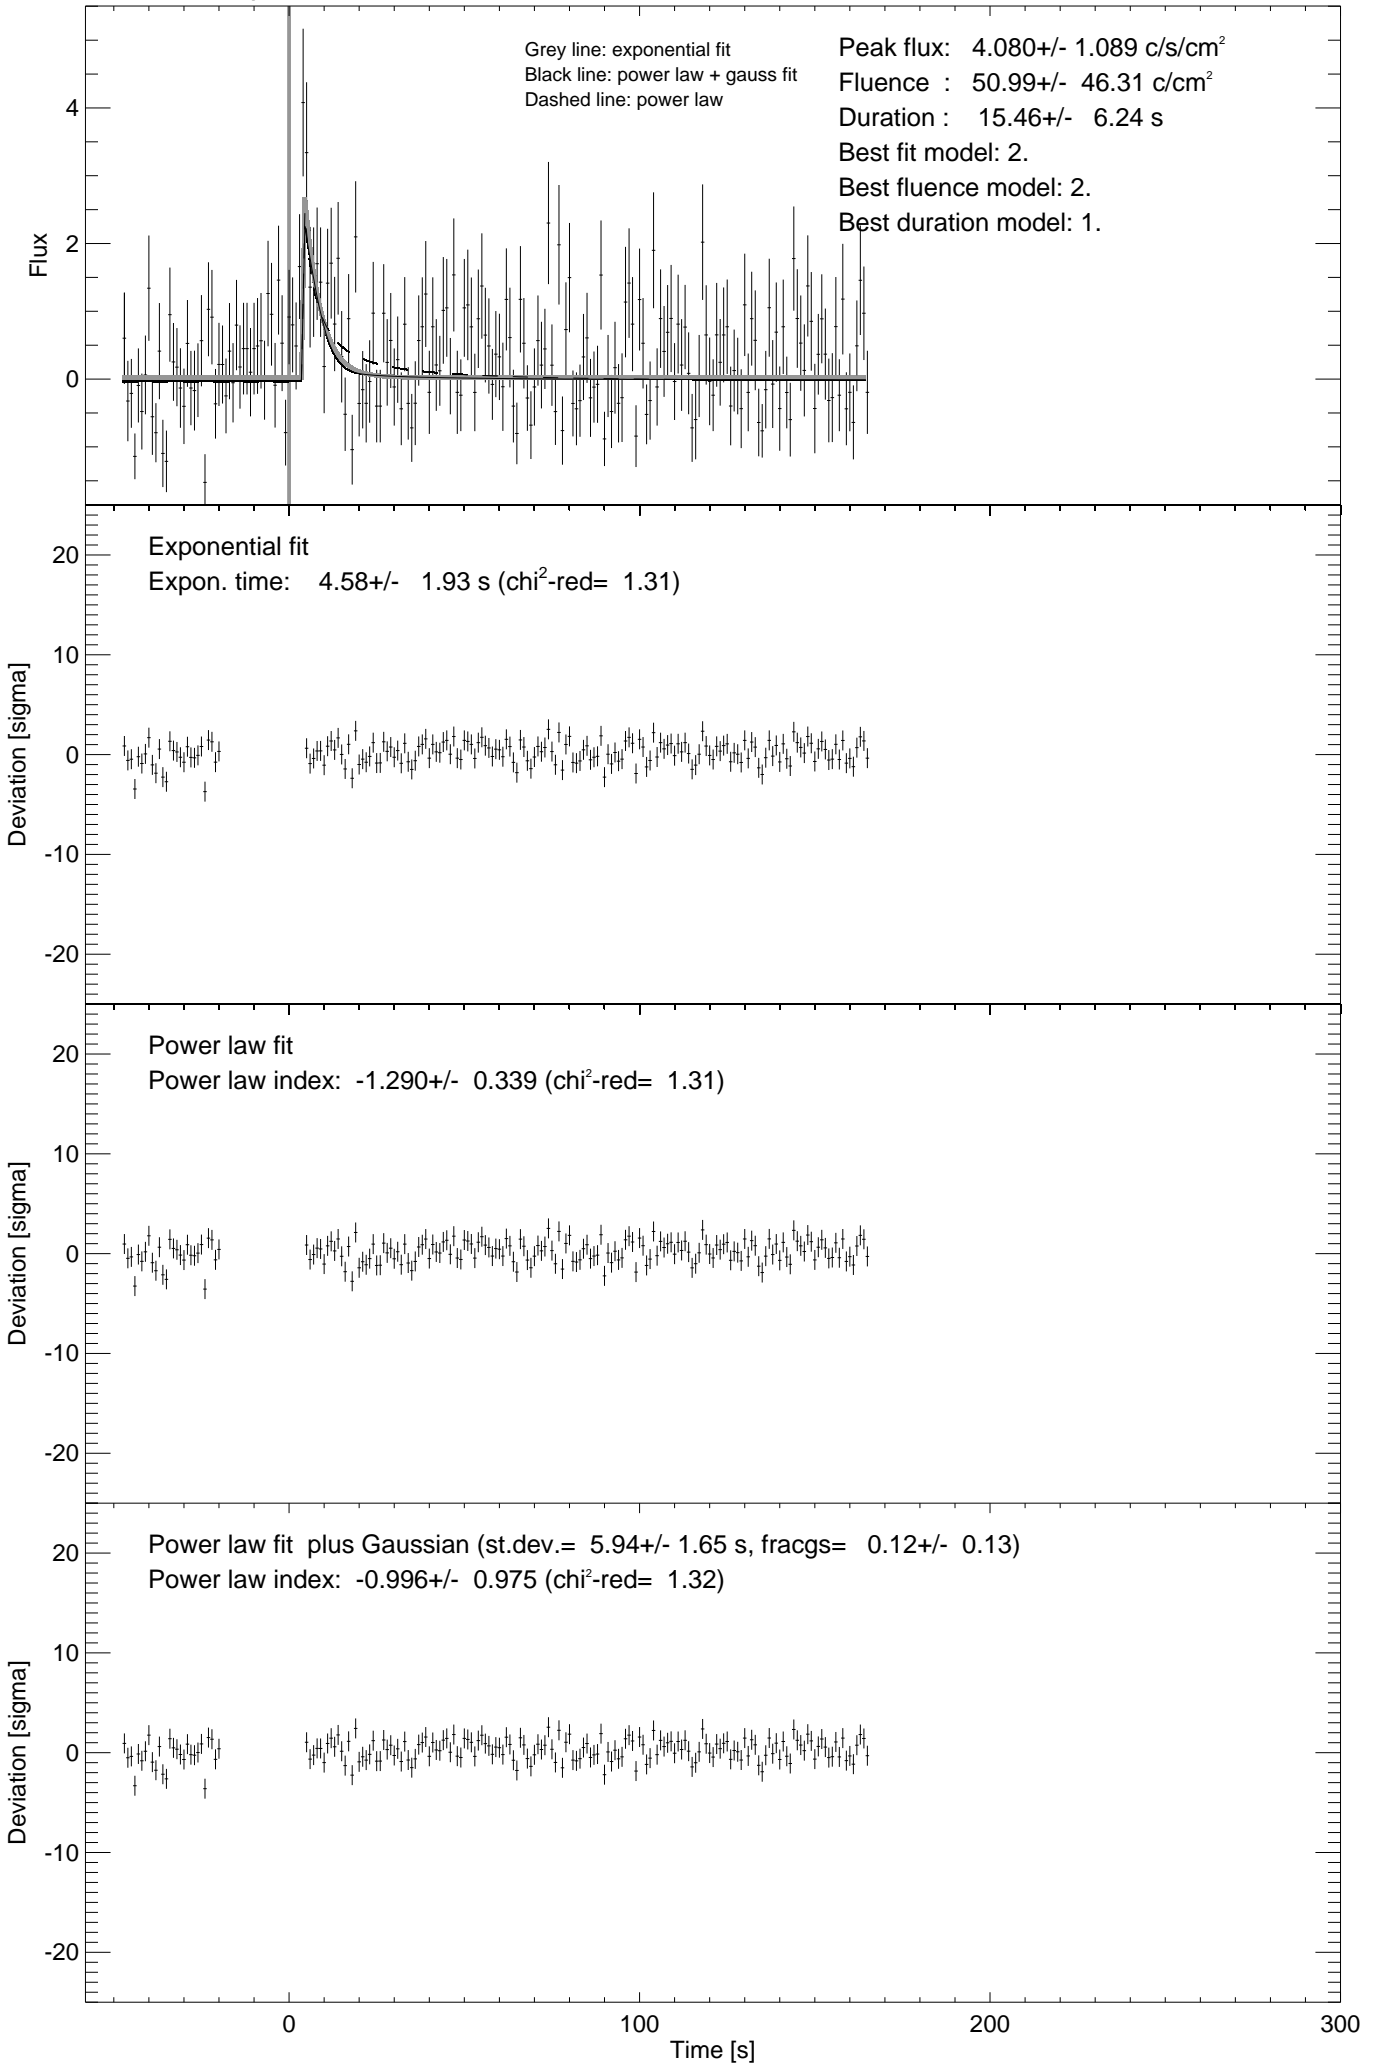 Grey line: exponential fit
Black line: power law + gauss fit
Dashed line: power law
Peak flux: 4.080+/- 1.089 c/s/cm²
Fluence : 50.99+/- 46.31 c/cm²
Duration : 15.46+/- 6.24 s
Best fit model: 2.
Best fluence model: 2.
Best duration model: 1.
4
2
0
Flux
Exponential fit
Expon. time: 4.58+/- 1.93 s (chi²-red= 1.31)
20
10
0
-10
-20
Deviation [sigma]
Power law fit
Power law index: -1.290+/- 0.339 (chi²-red= 1.31)
20
10
0
-10
-20
Deviation [sigma]
Power law fit plus Gaussian (st.dev.= 5.94+/- 1.65 s, fracgs= 0.12+/- 0.13)
Power law index: -0.996+/- 0.975 (chi²-red= 1.32)
20
10
0
-10
-20
Deviation [sigma]
0 100 200 300
Time [s]